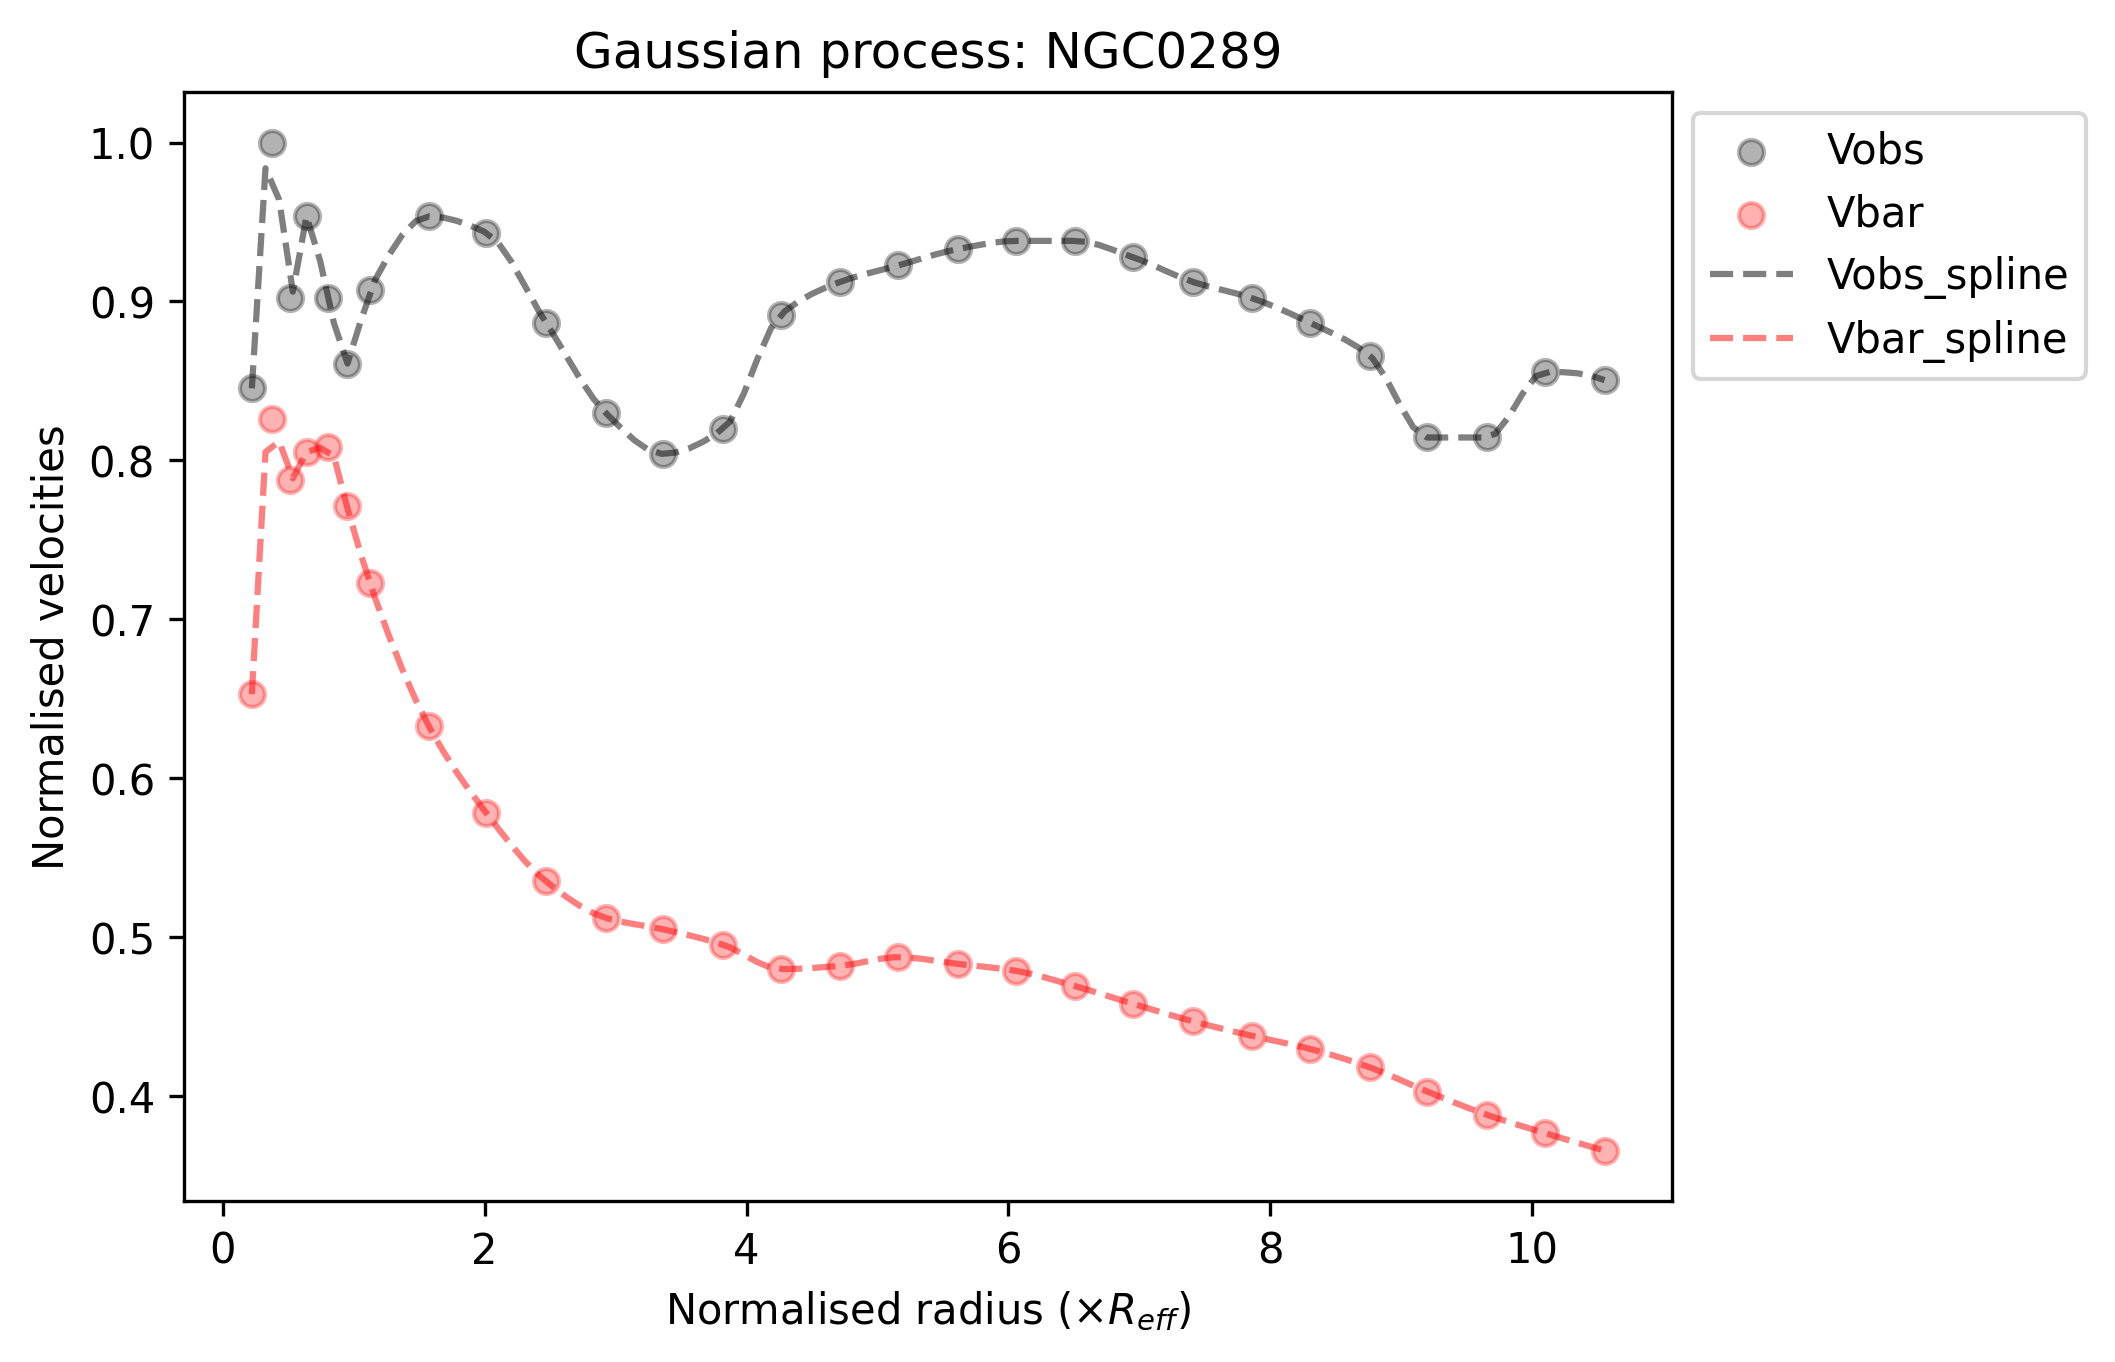 Gaussian process: NGC0289
Normalised velocities
1.0
0.9
0.8
0.7
0.6
0.5
0.4
0 2 4 6 8 10
Normalised radius (×R_eff)
Vobs
Vbar
Vobs_spline
Vbar_spline